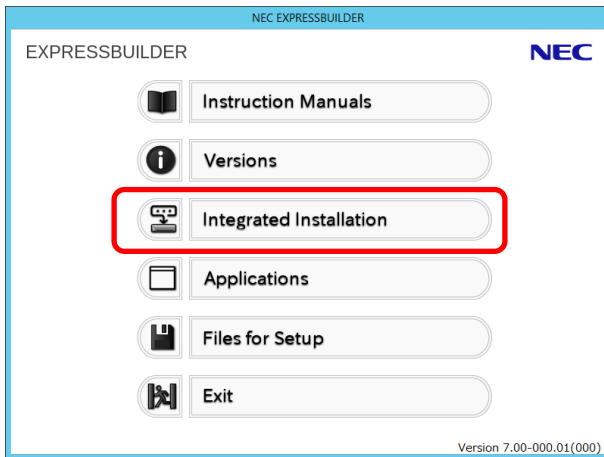 NEC EXPRESSBUILDER
EXPRESSBUILDER
NEC
Instruction Manuals
Versions
Integrated Installation
Applications
Files for Setup
Exit
Version 7.00-000.01(000)